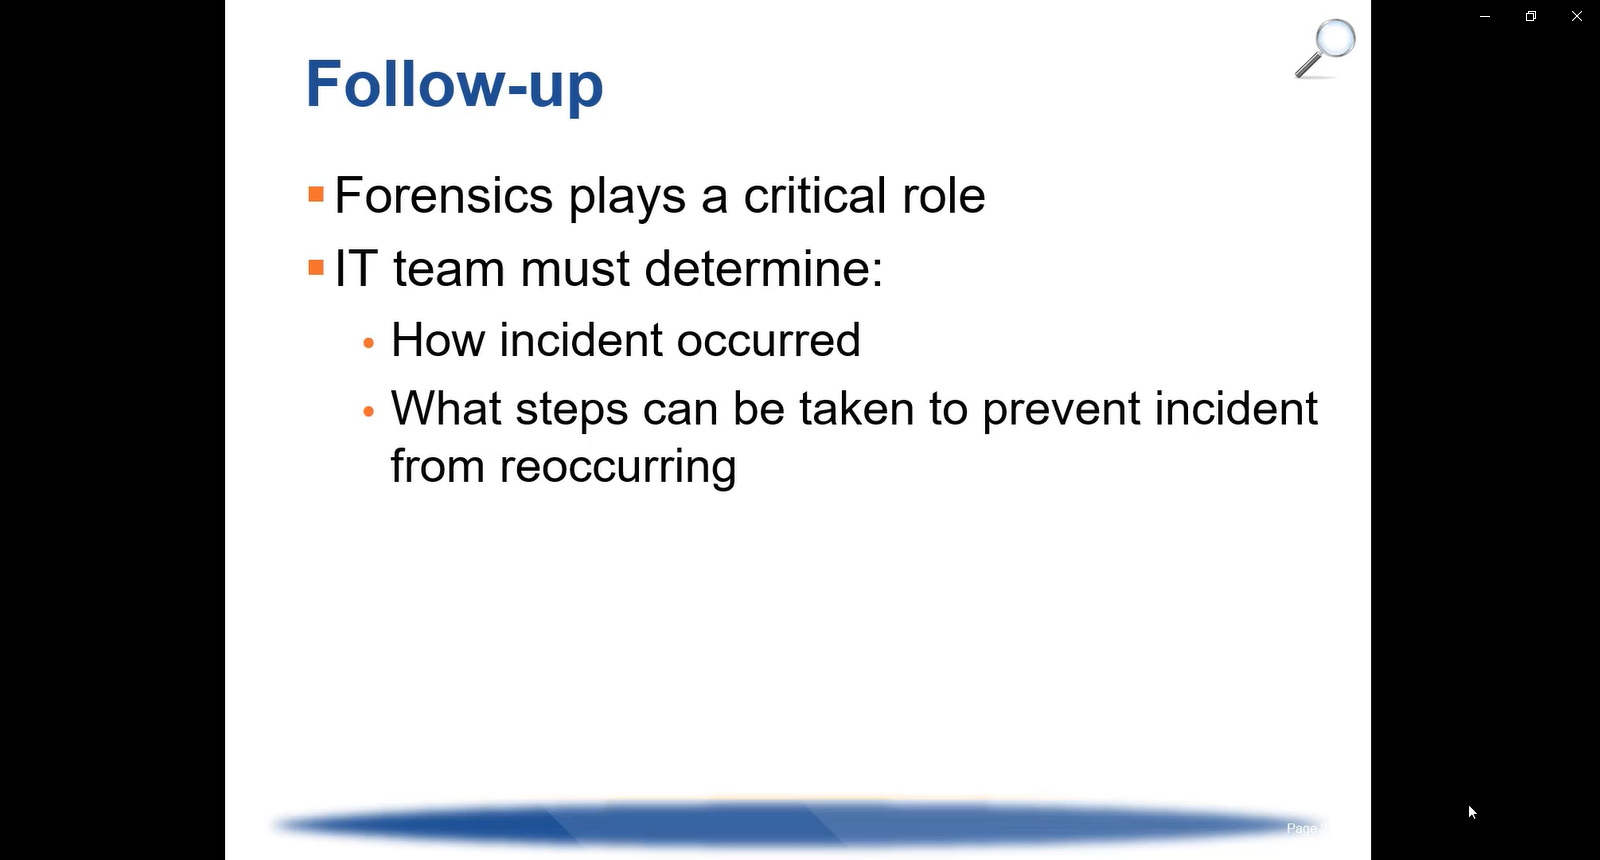 Follow-up
Forensics plays a critical role
IT team must determine:
How incident occurred
What steps can be taken to prevent incident
from reoccurring
Page